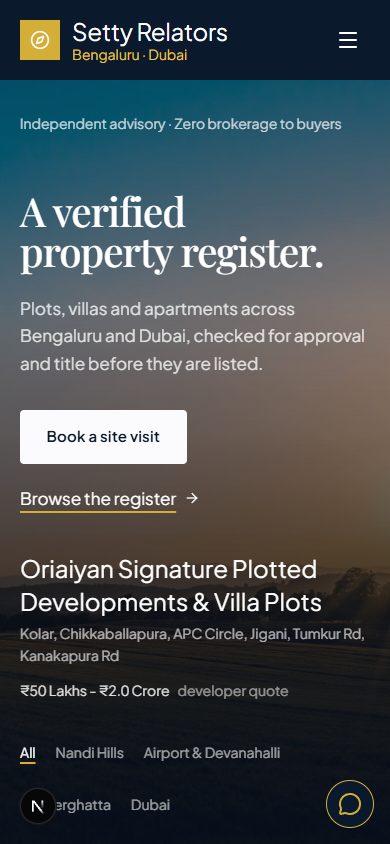 Setty Relators
Bengaluru · Dubai
Independent advisory · Zero brokerage to buyers
A verified
property register.
Plots, villas and apartments across
Bengaluru and Dubai, checked for approval
and title before they are listed.
Book a site visit
Browse the register →
Oriaiyan Signature Plotted
Developments & Villa Plots
Kolar, Chikkaballapura, APC Circle, Jigani, Tumkur Rd,
Kanakapura Rd
₹50 Lakhs - ₹2.0 Crore developer quote
All Nandi Hills Airport & Devanahalli
N erghatta Dubai